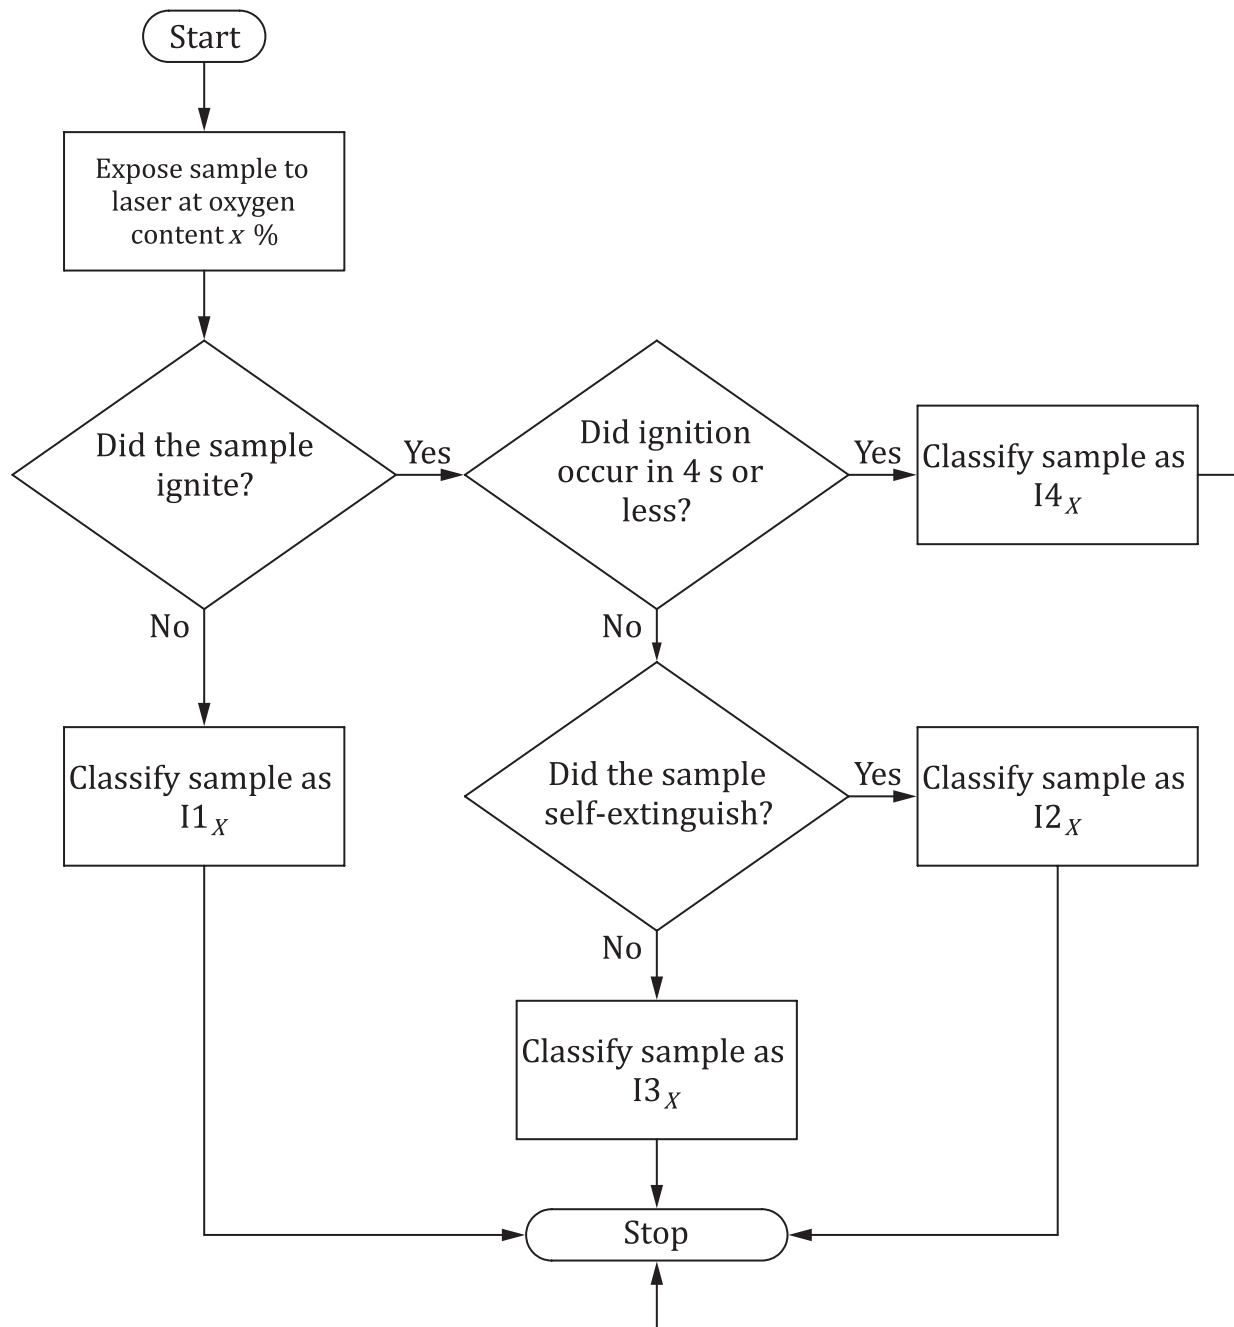 Start
Expose sample to
laser at oxygen
content x %
Did the sample
ignite?
Yes
Did ignition
occur in 4 s or
less?
Yes
Classify sample as
I4X
No
No
Classify sample as
I1X
Did the sample
self-extinguish?
Yes
Classify sample as
I2X
No
Classify sample as
I3X
Stop